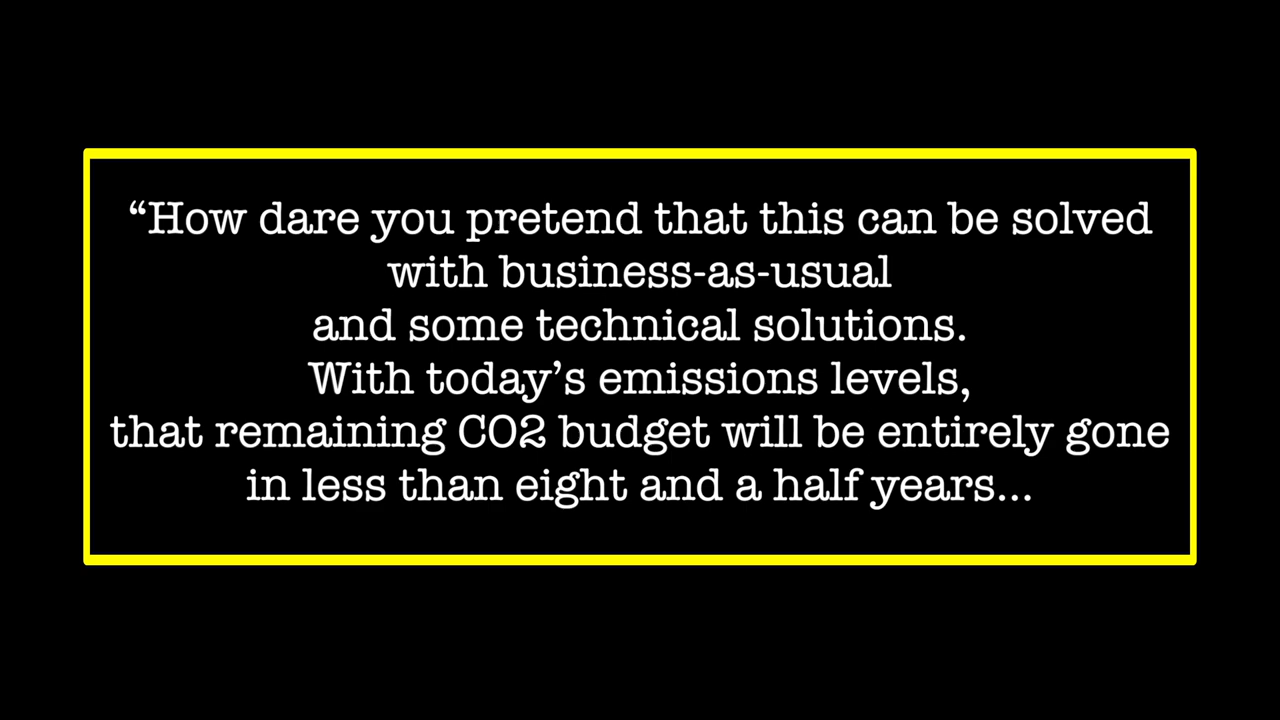 “How dare you pretend that this can be solved
with business-as-usual
and some technical solutions.
With today’s emissions levels,
that remaining CO2 budget will be entirely gone
in less than eight and a half years...